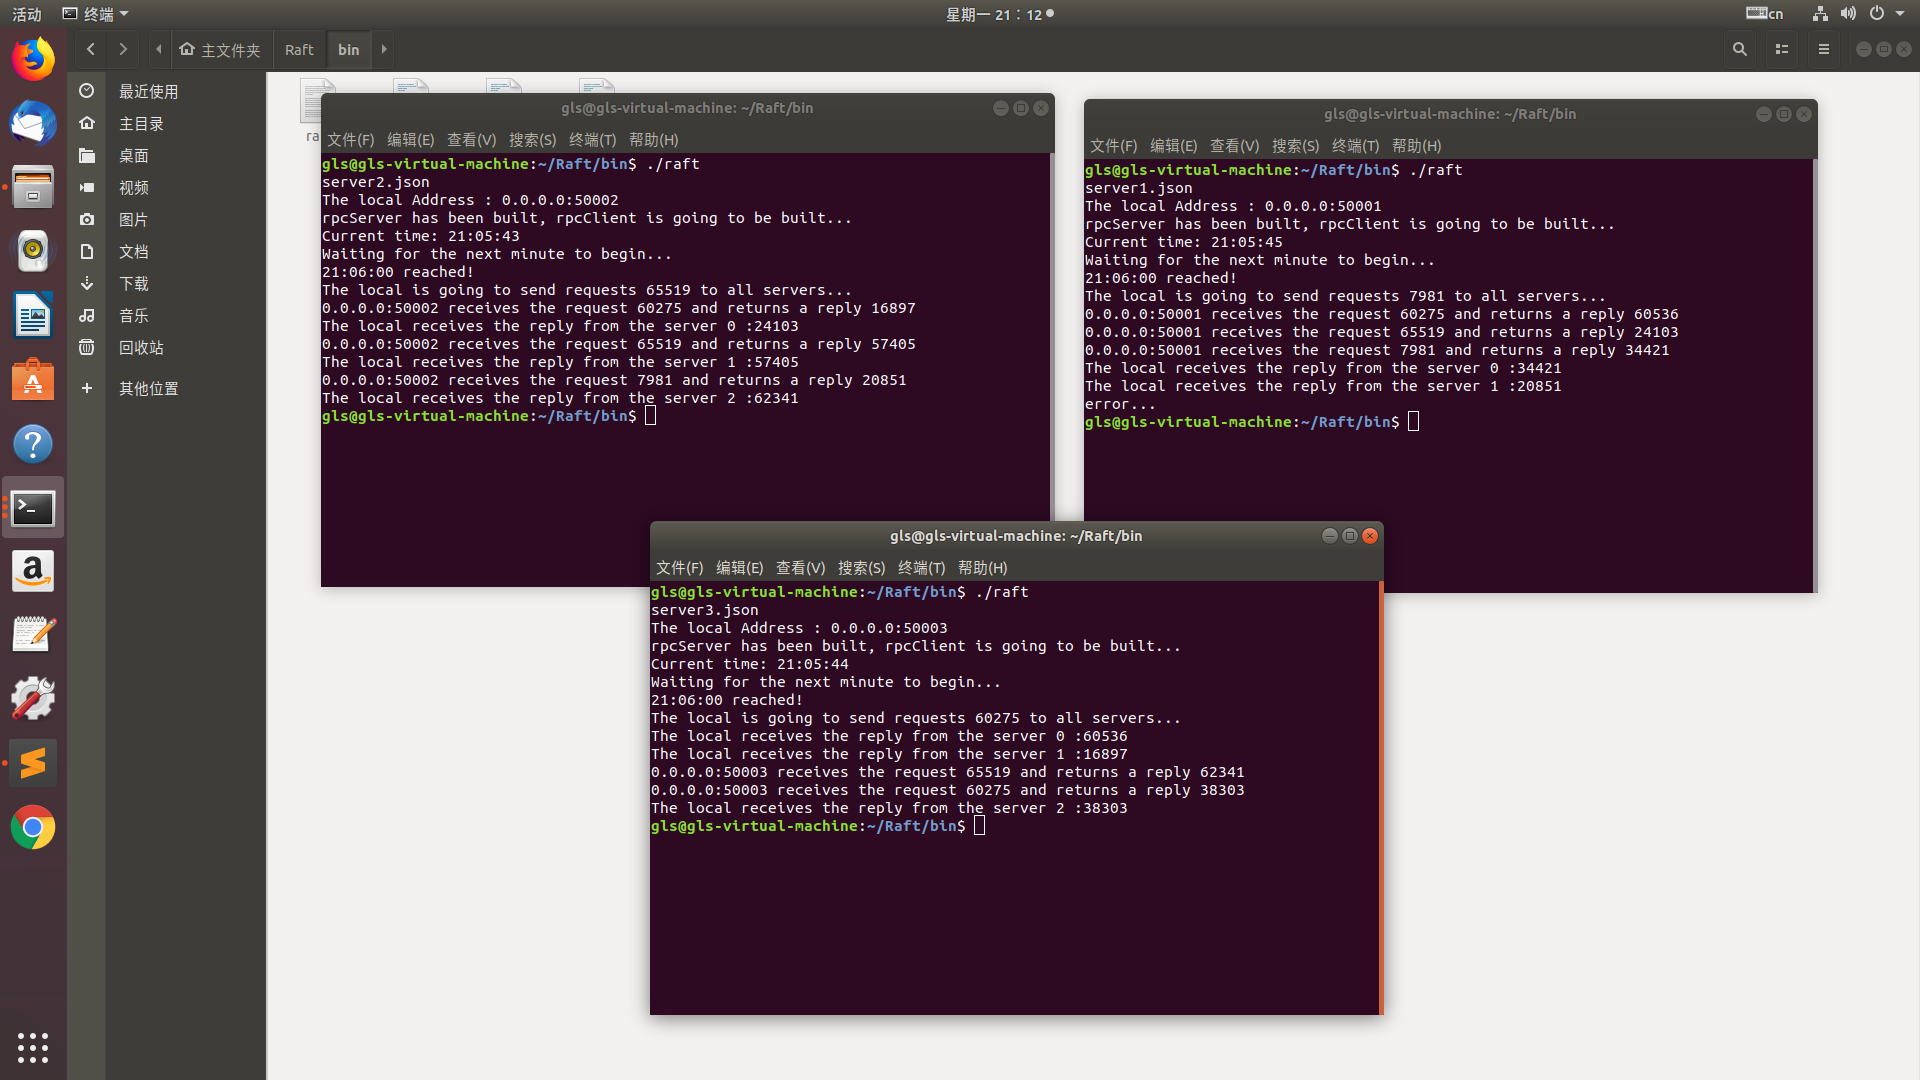 活动
终端
星期一 21：12
cn
主文件夹
Raft
bin
最近使用
主目录
桌面
视频
图片
文档
下载
音乐
回收站
其他位置
ra
gls@gls-virtual-machine: ~/Raft/bin
文件(F) 编辑(E) 查看(V) 搜索(S) 终端(T) 帮助(H)
gls@gls-virtual-machine:~/Raft/bin$ ./raft
server2.json
The local Address : 0.0.0.0:50002
rpcServer has been built, rpcClient is going to be built...
Current time: 21:05:43
Waiting for the next minute to begin...
21:06:00 reached!
The local is going to send requests 65519 to all servers...
0.0.0.0:50002 receives the request 60275 and returns a reply 16897
The local receives the reply from the server 0 :24103
0.0.0.0:50002 receives the request 65519 and returns a reply 57405
The local receives the reply from the server 1 :57405
0.0.0.0:50002 receives the request 7981 and returns a reply 20851
The local receives the reply from the server 2 :62341
gls@gls-virtual-machine:~/Raft/bin$
gls@gls-virtual-machine: ~/Raft/bin
文件(F) 编辑(E) 查看(V) 搜索(S) 终端(T) 帮助(H)
gls@gls-virtual-machine:~/Raft/bin$ ./raft
server1.json
The local Address : 0.0.0.0:50001
rpcServer has been built, rpcClient is going to be built...
Current time: 21:05:45
Waiting for the next minute to begin...
21:06:00 reached!
The local is going to send requests 7981 to all servers...
0.0.0.0:50001 receives the request 60275 and returns a reply 60536
0.0.0.0:50001 receives the request 65519 and returns a reply 24103
0.0.0.0:50001 receives the request 7981 and returns a reply 34421
The local receives the reply from the server 0 :34421
The local receives the reply from the server 1 :20851
error...
gls@gls-virtual-machine:~/Raft/bin$
gls@gls-virtual-machine: ~/Raft/bin
文件(F) 编辑(E) 查看(V) 搜索(S) 终端(T) 帮助(H)
gls@gls-virtual-machine:~/Raft/bin$ ./raft
server3.json
The local Address : 0.0.0.0:50003
rpcServer has been built, rpcClient is going to be built...
Current time: 21:05:44
Waiting for the next minute to begin...
21:06:00 reached!
The local is going to send requests 60275 to all servers...
The local receives the reply from the server 0 :60536
The local receives the reply from the server 1 :16897
0.0.0.0:50003 receives the request 65519 and returns a reply 62341
0.0.0.0:50003 receives the request 60275 and returns a reply 38303
The local receives the reply from the server 2 :38303
gls@gls-virtual-machine:~/Raft/bin$